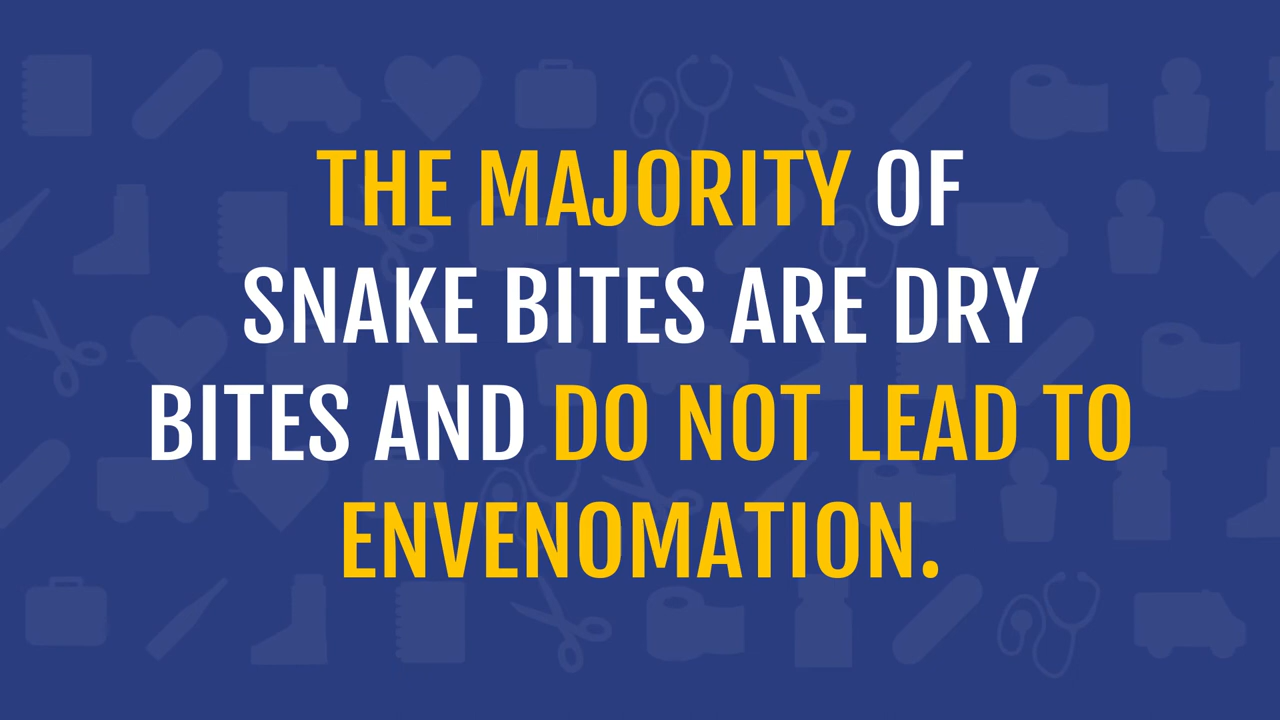 THE MAJORITY OF
SNAKE BITES ARE DRY
BITES AND DO NOT LEAD TO
ENVENOMATION.